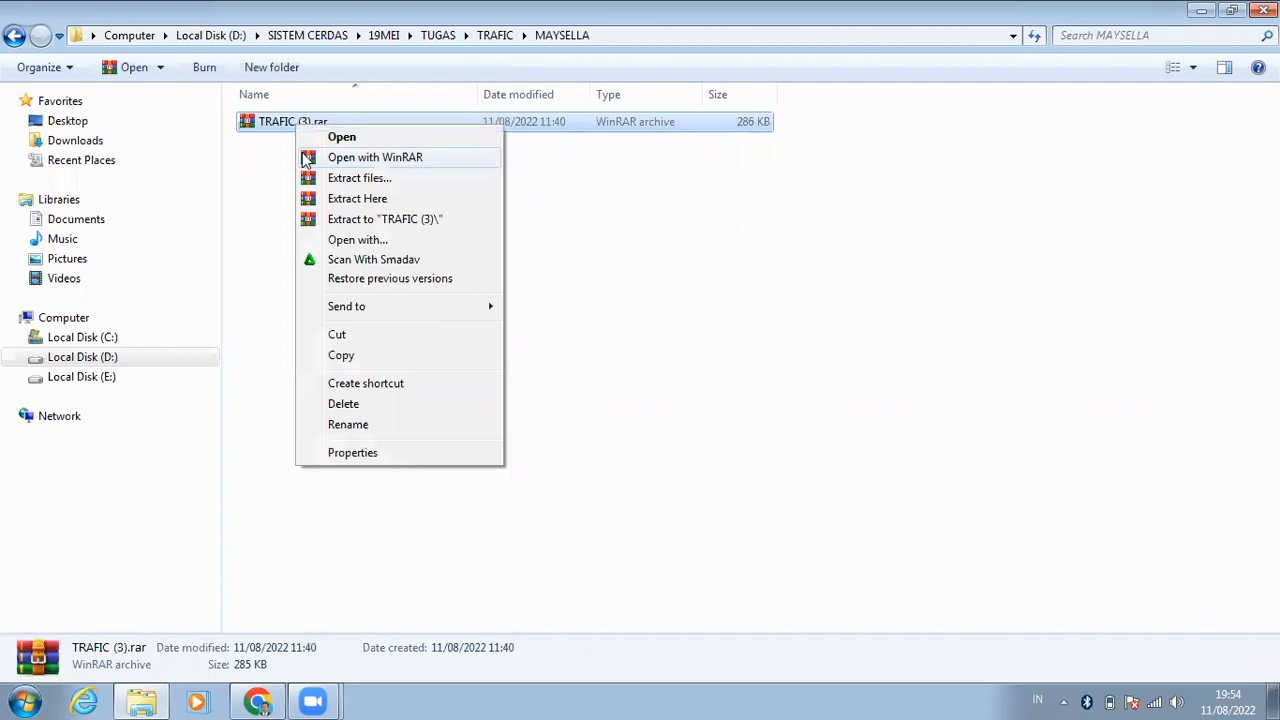 Computer SISTEM CERDAS 19MEI TUGAS TRAFIC MAYSELLA Local Disk (D:) Search MAYSELLA
Organize Open Burn New folder
Name Date modified Type Size
Favorites
Desktop
Downloads
Recent Places
Libraries
Documents
Music
Pictures
Videos
Computer
Local Disk (C:)
Local Disk (D:)
Local Disk (E:)
Network
TRAFIC (3).rar 11/08/2022 11:40 WinRAR archive 286 KB
Open
Open with WinRAR
Extract files...
Extract Here
Extract to "TRAFIC (3)\"
Open with...
Scan With Smadav
Restore previous versions
Send to
Cut
Copy
Create shortcut
Delete
Rename
Properties
TRAFIC (3).rar Date modified: 11/08/2022 11:40 Date created: 11/08/2022 11:40
WinRAR archive Size: 285 KB
IN 19:54
11/08/2022